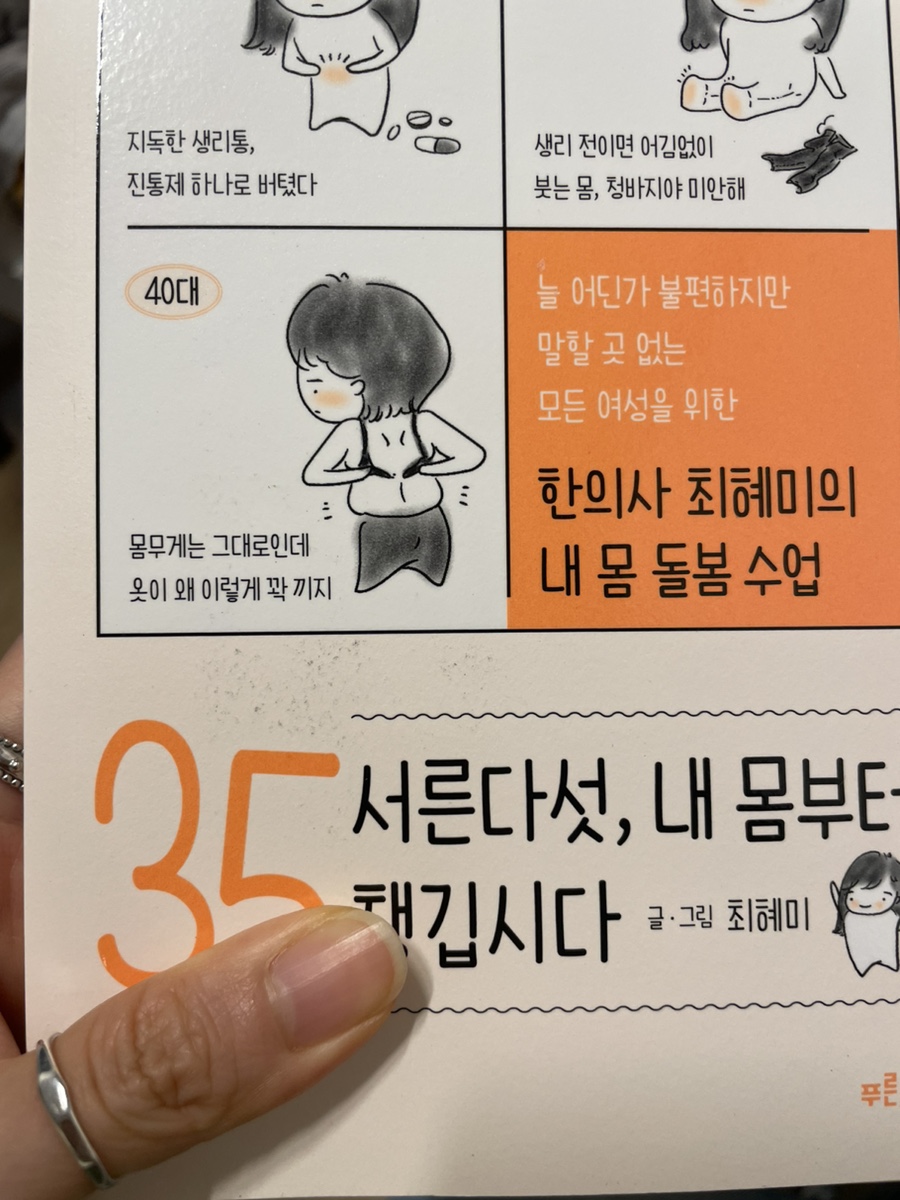 지독한 생리통,
진통제 하나로 버텼다
생리 전이면 어김없이
붓는 몸, 청바지야 미안해
40대
몸무게는 그대로인데
옷이 왜 이렇게 꽉 끼지
늘 어딘가 불편하지만
말할 곳 없는
모든 여성을 위한
한의사 최혜미의
내 몸 돌봄 수업
35
서른다섯, 내 몸부터
챙깁시다
글·그림 최혜미
푸른